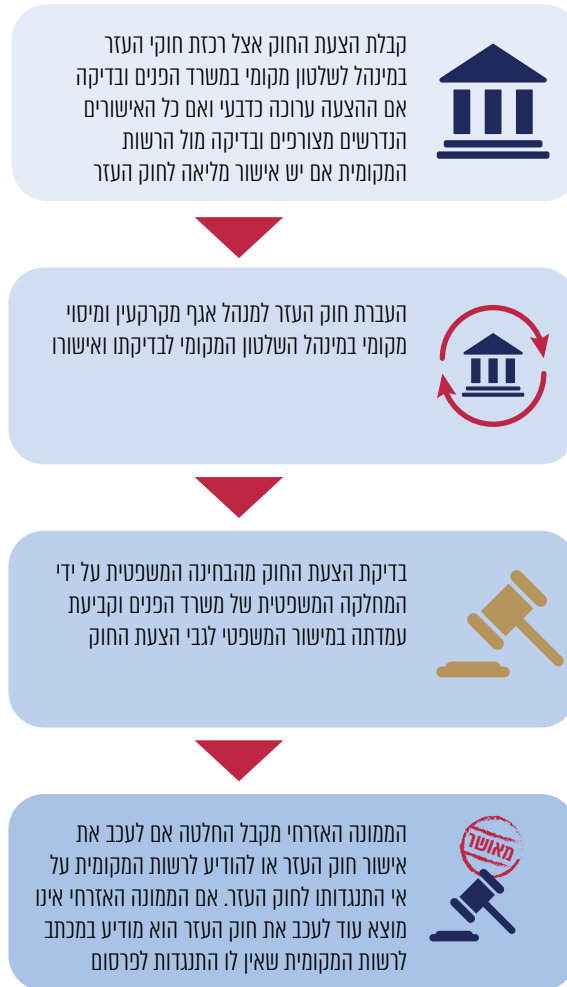 קבלת הצעת החוק אצל רכזת חוקי העזר
במינהל לשלטון מקומי במשרד הפנים ובדיקה
אם ההצעה ערוכה כדבעי ואם כל האישורים
הנדרשים מצורפים ובדיקה מול הרשות
המקומית אם יש אישור מליאה לחוק העזר
העברת חוק העזר למנהל אגף מקרקעין ומיסוי
מקומי במינהל השלטון המקומי לבדיקתו ואישורו
בדיקת הצעת החוק מהבחינה המשפטית על ידי
המחלקה המשפטית של משרד הפנים וקביעת
עמדתה במישור המשפטי לגבי הצעת החוק
הממונה האזרחי מקבל החלטה אם לעכב את
אישור חוק העזר או להודיע לרשות המקומית על
אי התנגדותו לחוק העזר. אם הממונה האזרחי אינו
מוצא עוד לעכב את חוק העזר הוא מודיע במכתב
לרשות המקומית שאין לו התנגדות לפרסום
מאושר